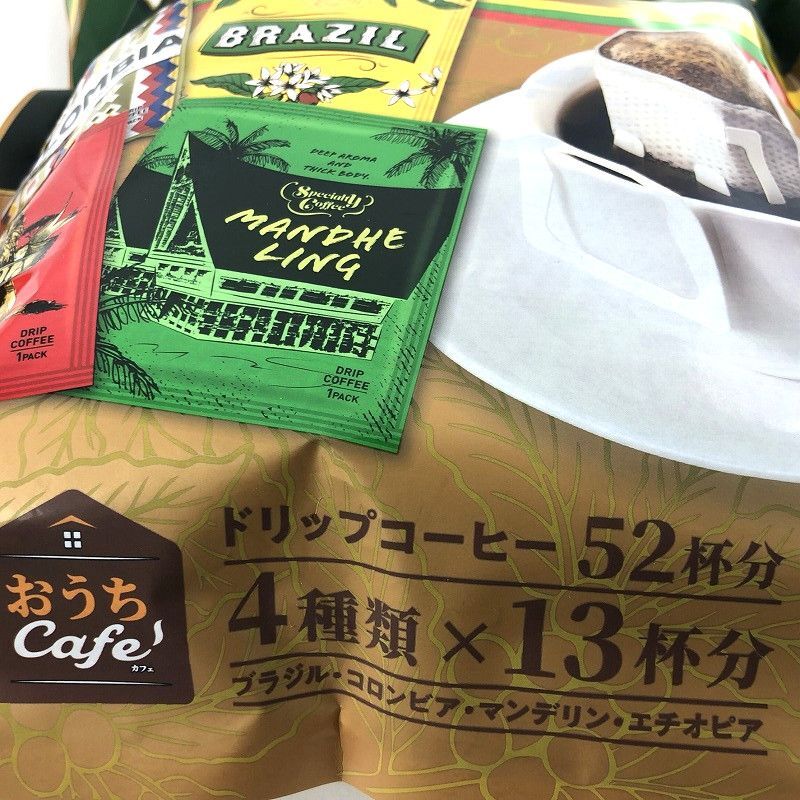 BRAZIL
DEEP AROMA
AND
THICK BODY.
Specialty
Coffee
MANDHE
LING
DRIP
COFFEE
1PACK
DRIP
COFFEE
1PACK
おうち
Cafe
カフェ
ドリップコーヒー 52杯分
4種類×13杯分
ブラジル・コロンビア・マンデリン・エチオピア